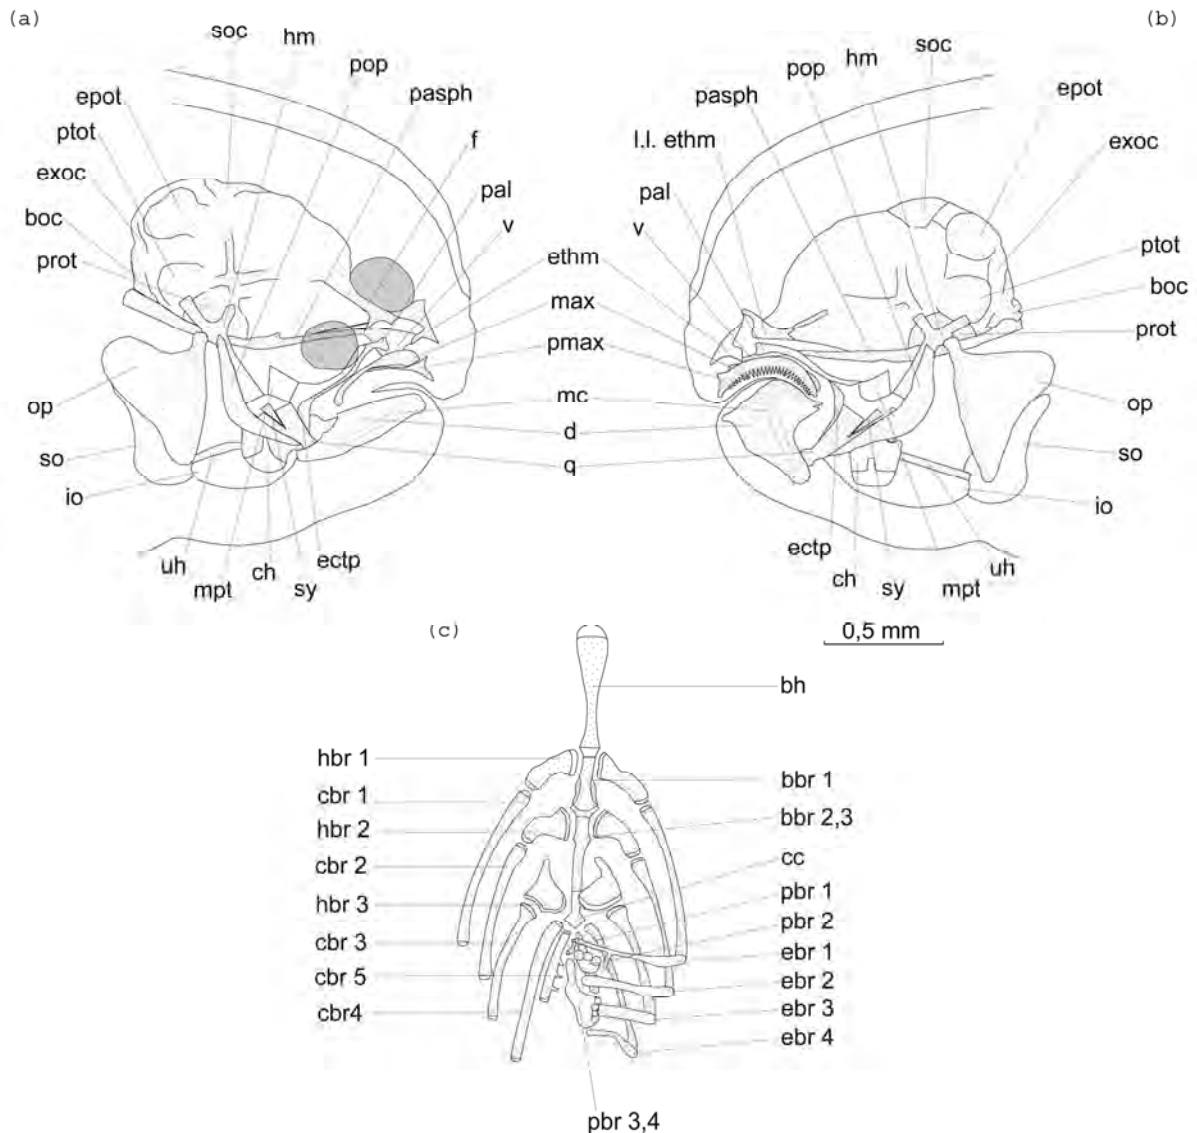 (a)
soc
hm
pop
pasph
f
pal
v
ethm
max
pmax
mc
d
q
epot
ptot
exoc
boc
prot
op
so
io
uh
mpt
ch
sy
ectp
(b)
pasph
pop
hm
soc
epot
exoc
l.l. ethm
pal
v
ptot
boc
prot
op
so
io
ectp
ch
sy
mpt
uh
0,5 mm
(c)
bh
hbr 1
cbr 1
hbr 2
cbr 2
hbr 3
cbr 3
cbr 5
cbr4
bbr 1
bbr 2,3
cc
pbr 1
pbr 2
ebr 1
ebr 2
ebr 3
ebr 4
pbr 3,4